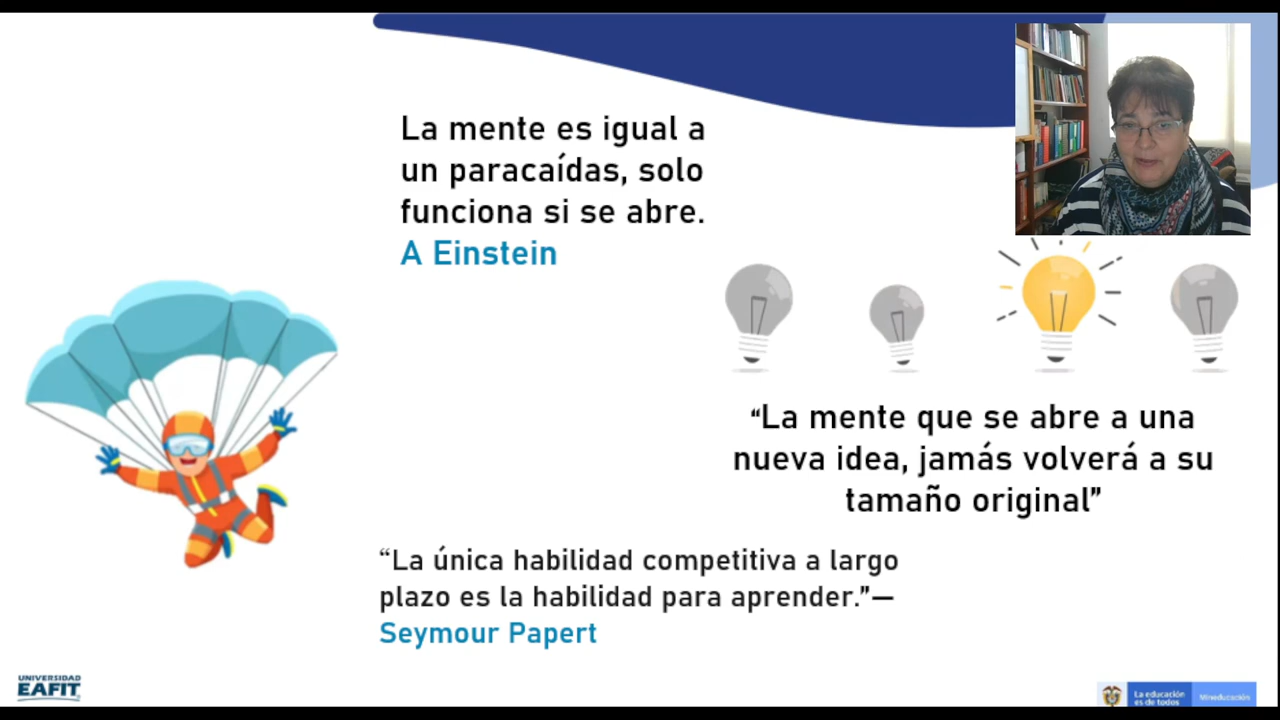 La mente es igual a
un paracaídas, solo
funciona si se abre.
A Einstein
“La mente que se abre a una
nueva idea, jamás volverá a su
tamaño original”
“La única habilidad competitiva a largo
plazo es la habilidad para aprender.”—
Seymour Papert
UNIVERSIDAD
EAFIT
La educación
es de todos
Mineducación